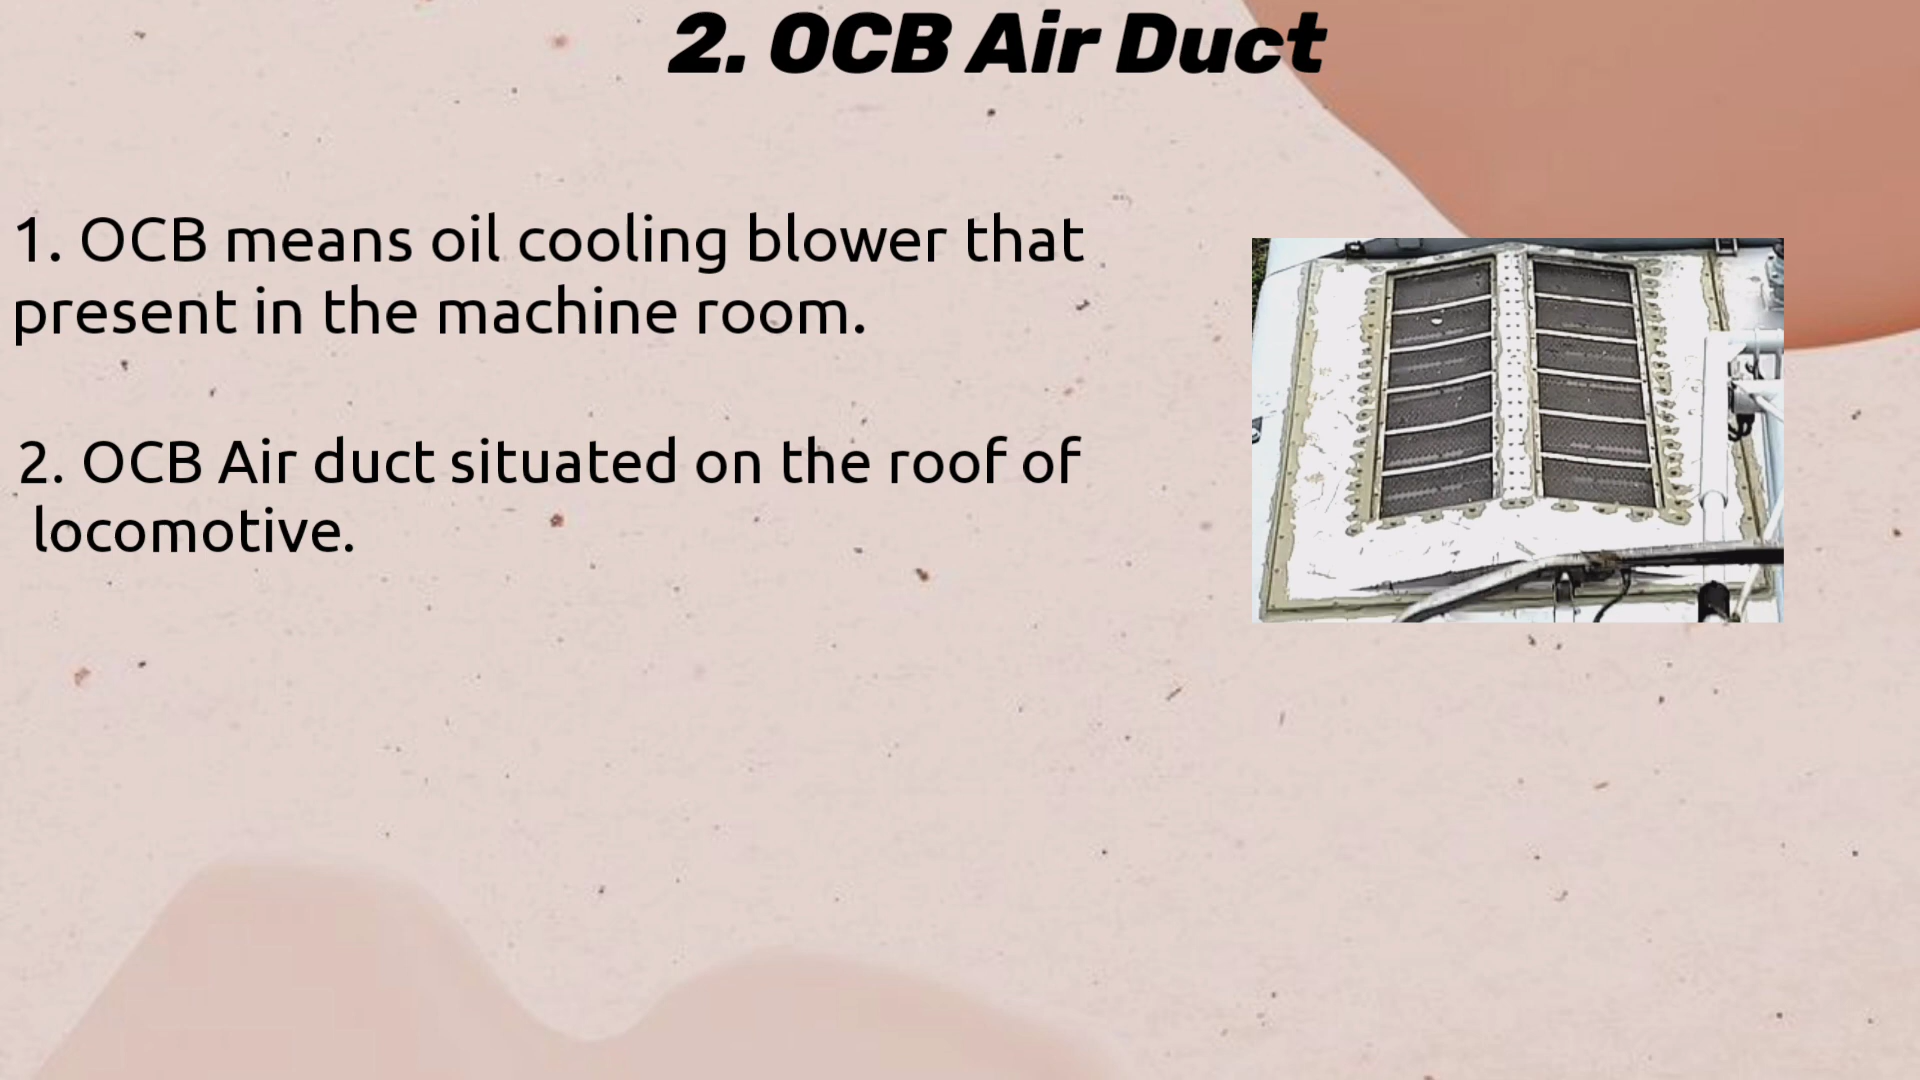 2. OCB Air Duct
1. OCB means oil cooling blower that
present in the machine room.
2. OCB Air duct situated on the roof of
locomotive.